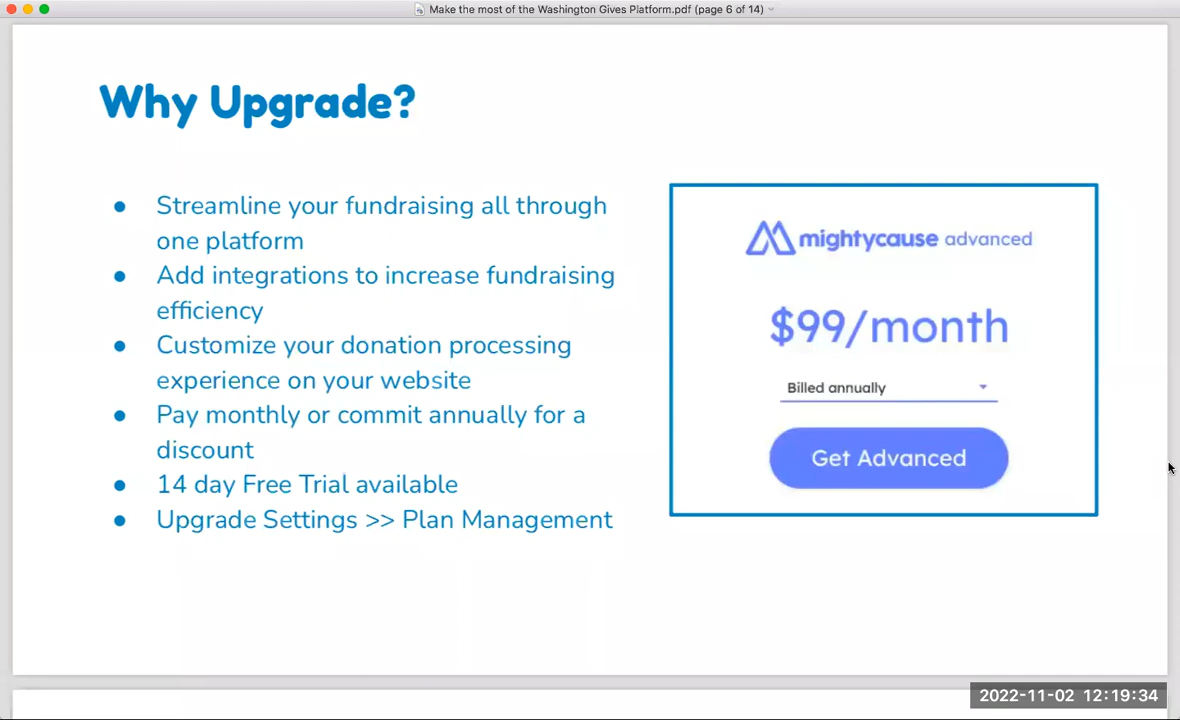 Make the most of the Washington Gives Platform.pdf (page 6 of 14)
Why Upgrade?
● Streamline your fundraising all through
one platform
● Add integrations to increase fundraising
efficiency
● Customize your donation processing
experience on your website
● Pay monthly or commit annually for a
discount
● 14 day Free Trial available
● Upgrade Settings >> Plan Management
mightycause advanced
$99/month
Billed annually
Get Advanced
2022-11-02 12:19:34